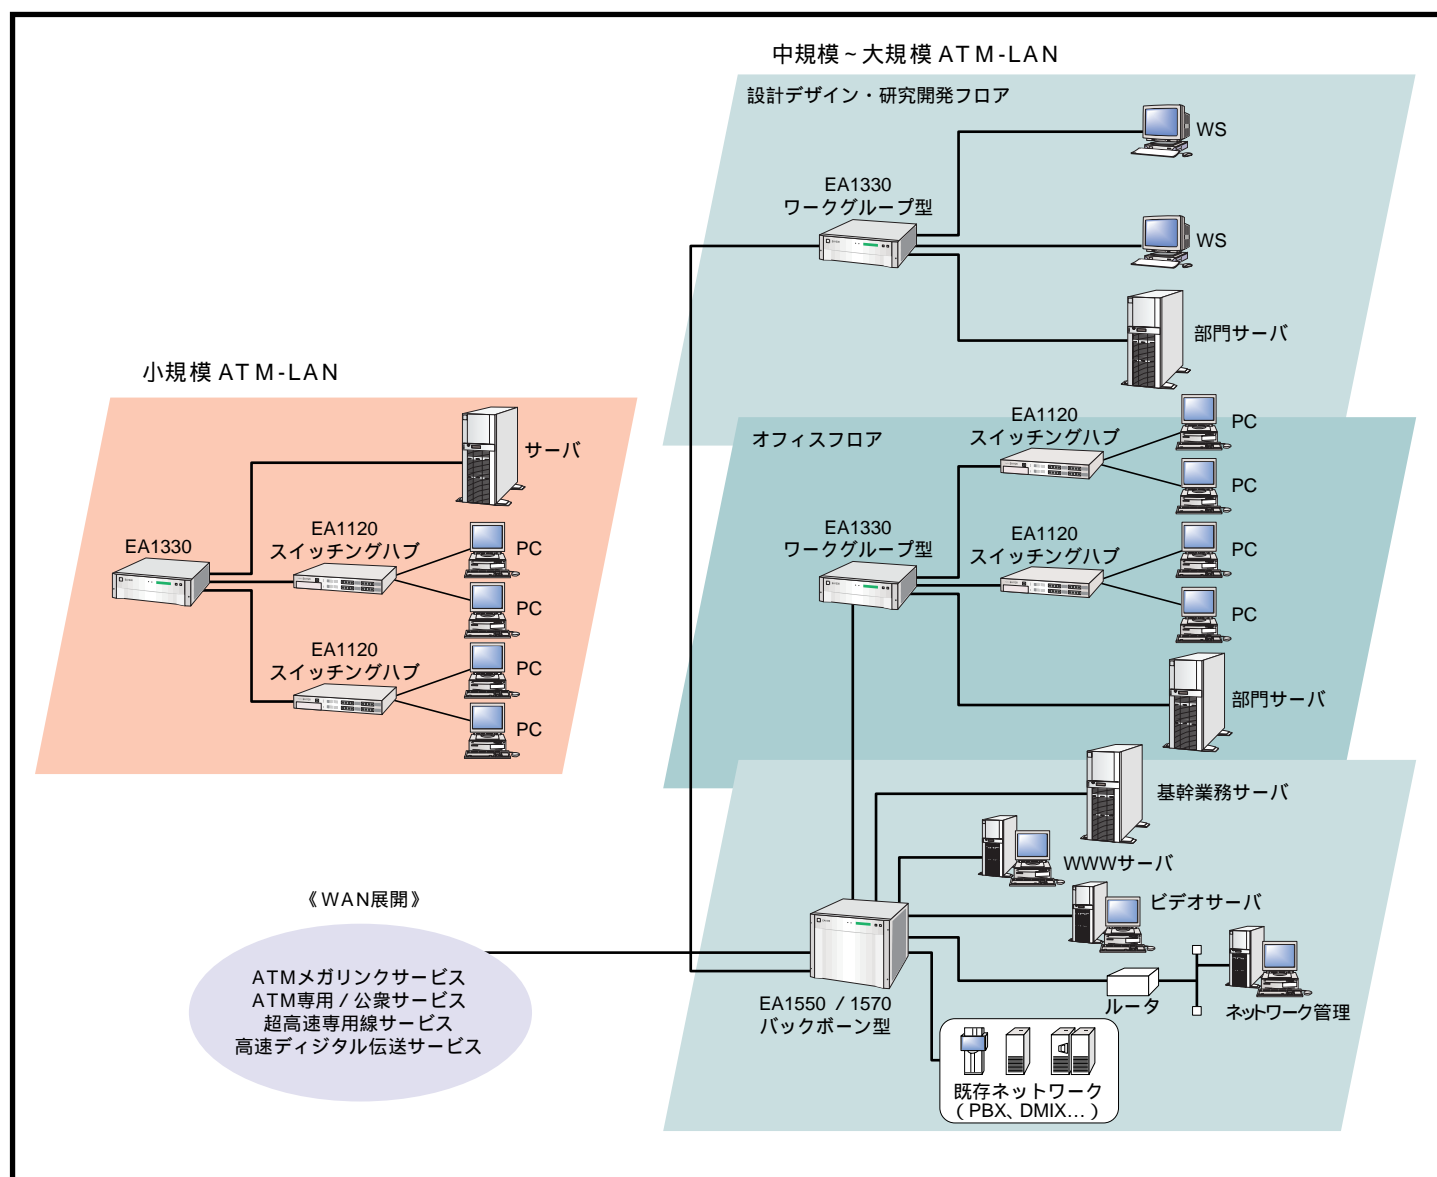 中規模~大規模 ATM-LAN
設計デザイン・研究開発フロア
WS
EA1330
ワークグループ型
WS
部門サーバ
小規模 ATM-LAN
サーバ
EA1330
EA1120
スイッチングハブ
PC
PC
EA1120
スイッチングハブ
PC
PC
オフィスフロア
EA1120
スイッチングハブ
PC
PC
EA1330
ワークグループ型
EA1120
スイッチングハブ
PC
PC
部門サーバ
基幹業務サーバ
WWWサーバ
ビデオサーバ
EA1550 / 1570
バックボーン型
ルータ
ネットワーク管理
既存ネットワーク
(PBX、DMIX…)
《WAN展開》
ATMメガリンクサービス
ATM専用 / 公衆サービス
超高速専用線サービス
高速ディジタル伝送サービス